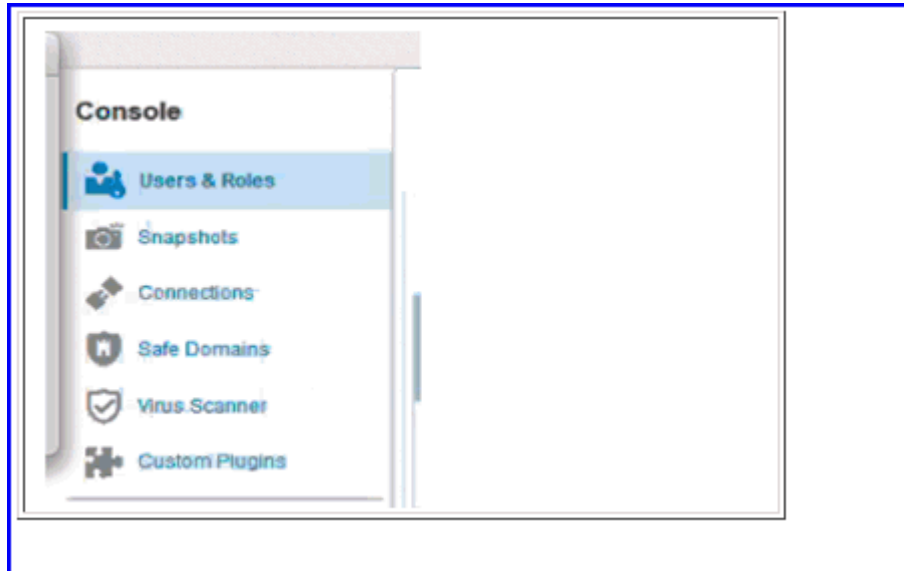 Console
Users & Roles
Snapshots
Connections
Safe Domains
Virus Scanner
Custom Plugins